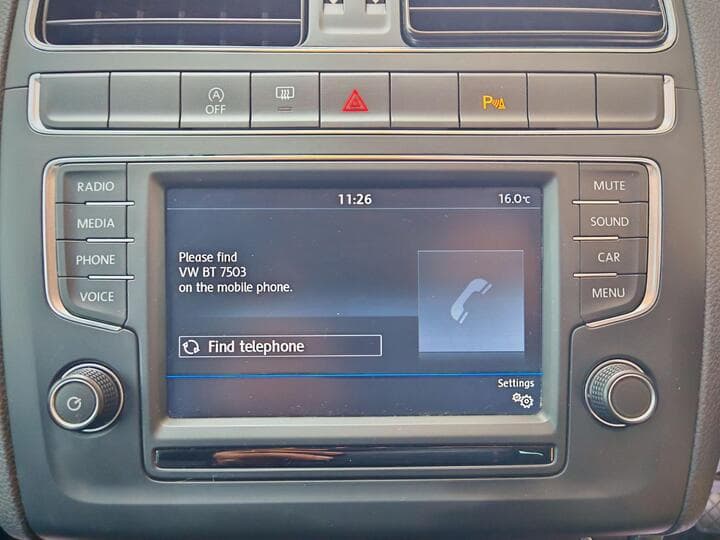 OFF
P
RADIO
MEDIA
PHONE
VOICE
11:26
16.0°C
Please find
VW BT 7503
on the mobile phone.
Find telephone
Settings
MUTE
SOUND
CAR
MENU